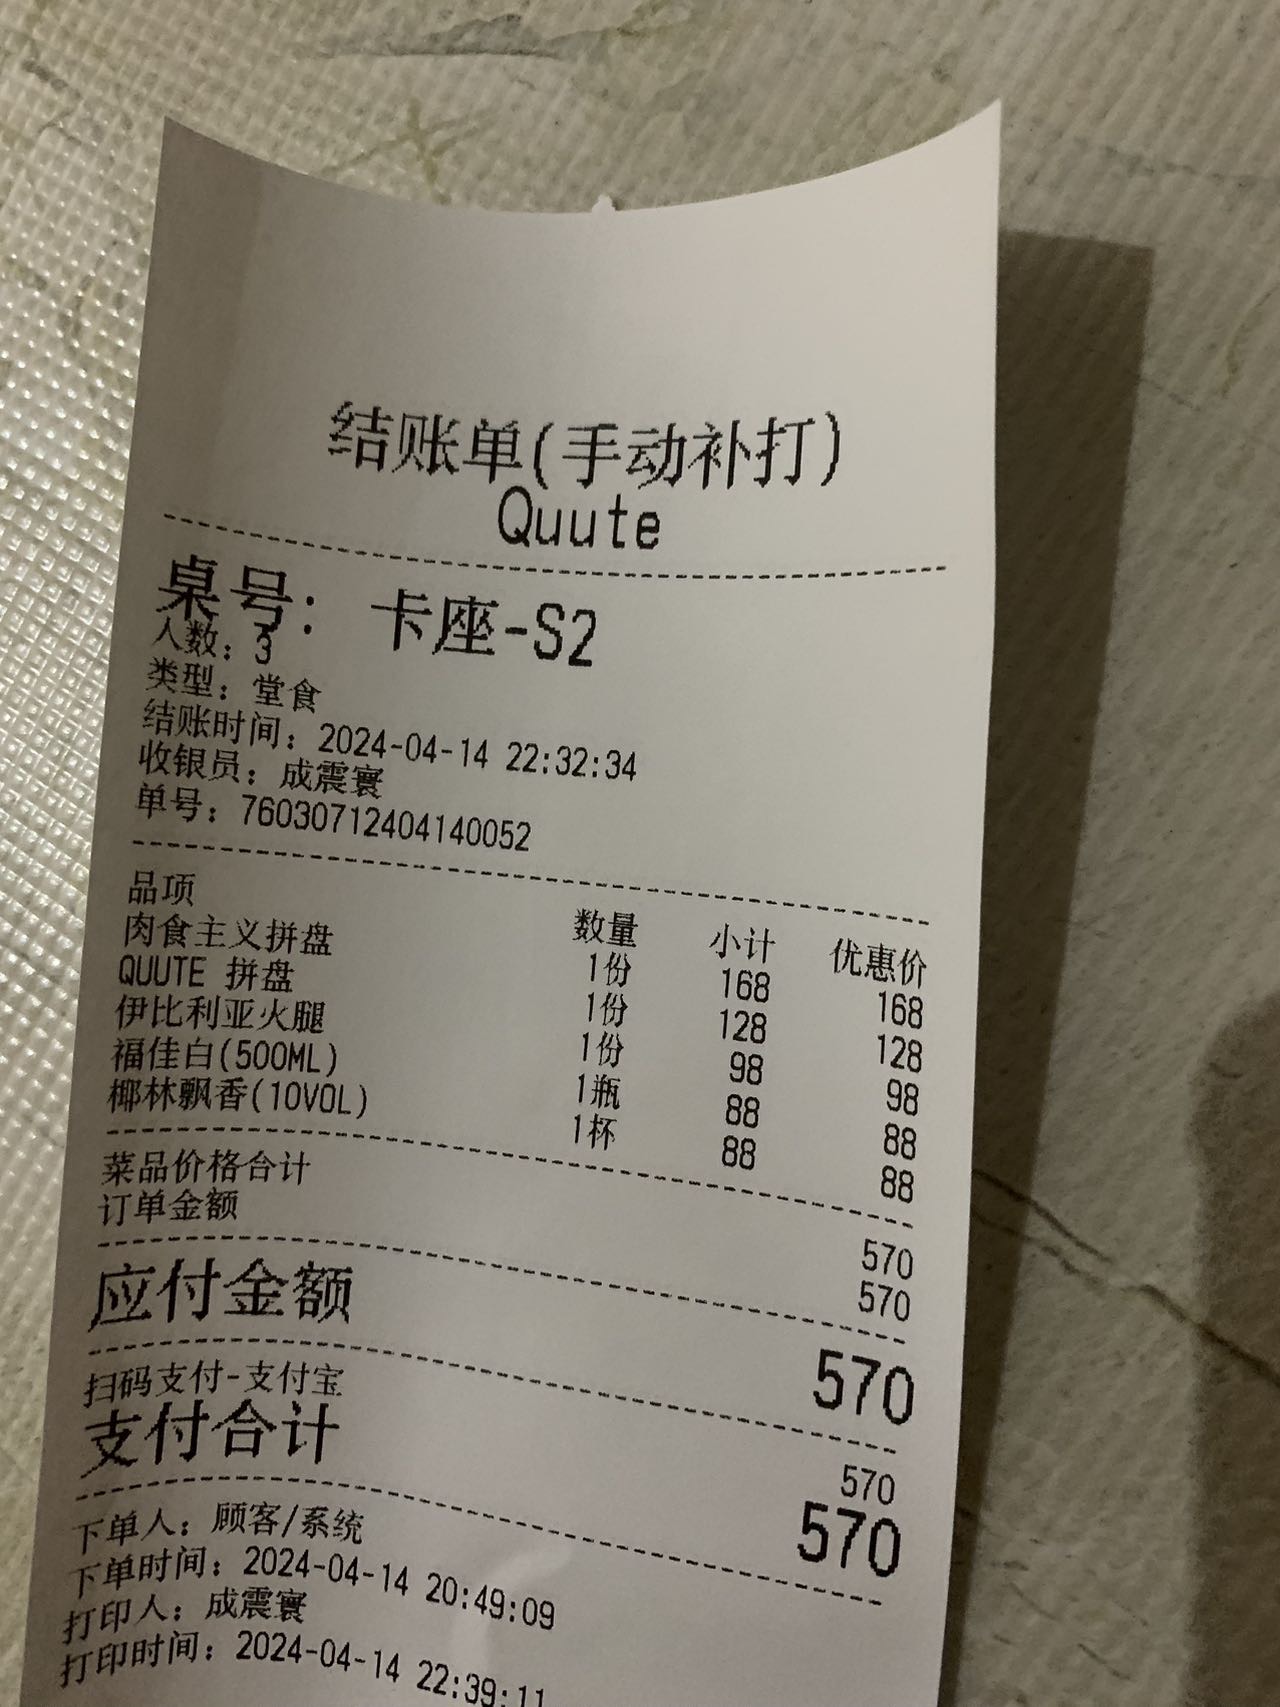 结账单(手动补打)
Quute
桌号： 卡座-S2
人数：3
类型：堂食
结账时间：2024-04-14 22:32:34
收银员：成震寰
单号：76030712404140052
品项 数量 小计 优惠价
肉食主义拼盘 1份 168 168
QUUTE 拼盘 1份 128 128
伊比利亚火腿 1份 98 98
福佳白(500ML) 1瓶 88 88
椰林飘香(10VOL) 1杯 88 88
菜品价格合计 570
订单金额 570
应付金额 570
扫码支付-支付宝 570
支付合计 570
下单人：顾客/系统
下单时间：2024-04-14 20:49:09
打印人：成震寰
打印时间：2024-04-14 22:39:11